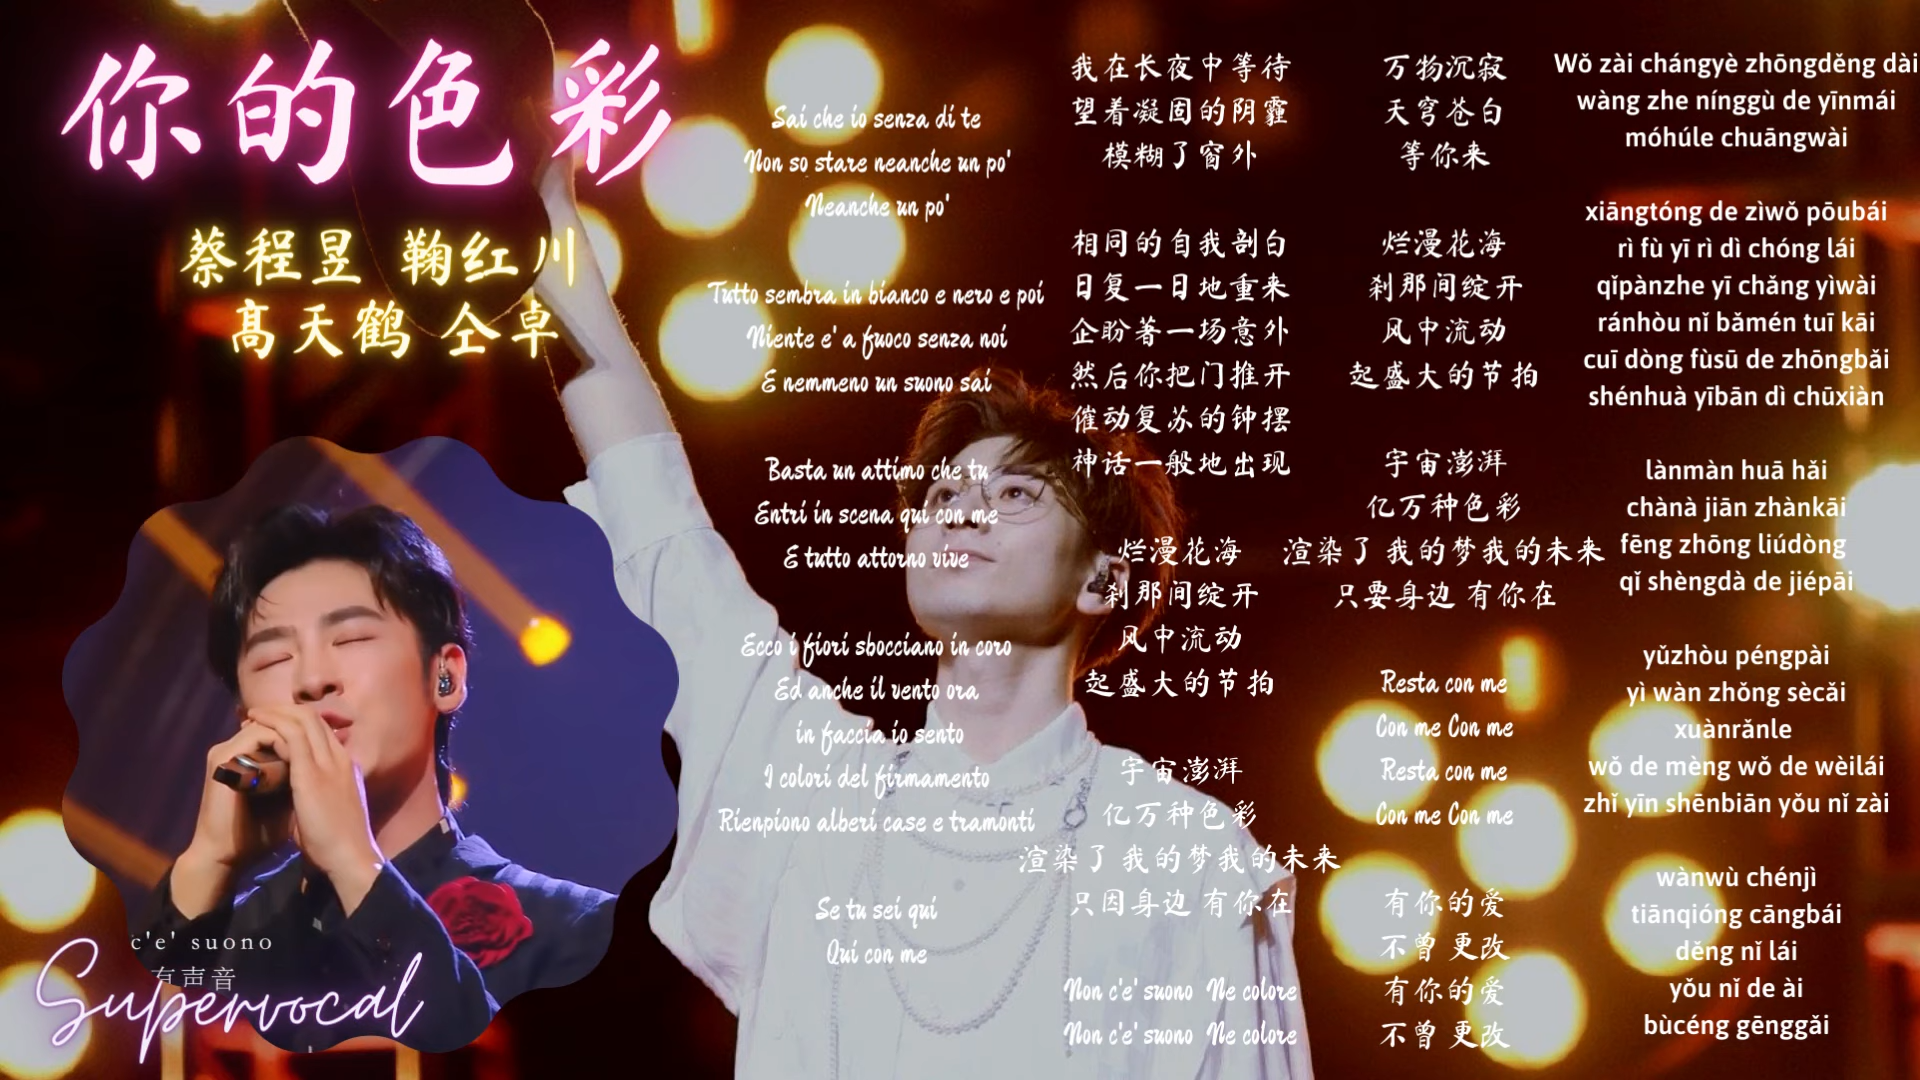 你的色彩
蔡程昱 鞠红川
高天鹤 仝卓
Sai che io senza di te
Non so stare neanche un po'
Neanche un po'
Tutto sembra in bianco e nero e poi
Niente e' a fuoco senza noi
E nemmeno un suono sai
Basta un attimo che tu
Entri in scena qui con me
E tutto attorno vive
Ecco i fiori sbocciano in coro
Ed anche il vento ora
in faccia io sento
I colori del firmamento
Rienpiono alberi case e tramonti
Se tu sei qui
Qui con me
Non c'e' suono Ne colore
Non c'e' suono Ne colore
我在长夜中等待
望着凝固的阴霾
模糊了窗外
相同的自我剖白
日复一日地重来
企盼著一场意外
然后你把门推开
催动复苏的钟摆
神话一般地出现
烂漫花海
刹那间绽开
风中流动
起盛大的节拍
宇宙澎湃
亿万种色彩
渲染了 我的梦我的未来
只因身边 有你在
万物沉寂
天穹苍白
等你来
烂漫花海
刹那间绽开
风中流动
起盛大的节拍
宇宙澎湃
亿万种色彩
渲染了 我的梦我的未来
只要身边 有你在
Resta con me
Con me Con me
Resta con me
Con me Con me
有你的爱
不曾 更改
有你的爱
不曾 更改
Wǒ zài chángyè zhōngděng dài
wàng zhe nínggù de yīnmái
móhúle chuāngwài
xiāngtóng de zìwǒ pōubái
rì fù yī rì dì chóng lái
qǐpànzhe yī chǎng yìwài
ránhòu nǐ bǎmén tuī kāi
cuī dòng fùsū de zhōngbǎi
shénhuà yībān dì chūxiàn
lànmàn huā hǎi
chànà jiān zhànkāi
fēng zhōng liúdòng
qǐ shèngdà de jiépāi
yǔzhòu péngpài
yì wàn zhǒng sècǎi
xuànrǎnle
wǒ de mèng wǒ de wèilái
zhǐ yīn shēnbiān yǒu nǐ zài
wànwù chénjì
tiānqióng cāngbái
děng nǐ lái
yǒu nǐ de ài
bùcéng gēnggǎi
c'e' suono
有声音
Supervocal